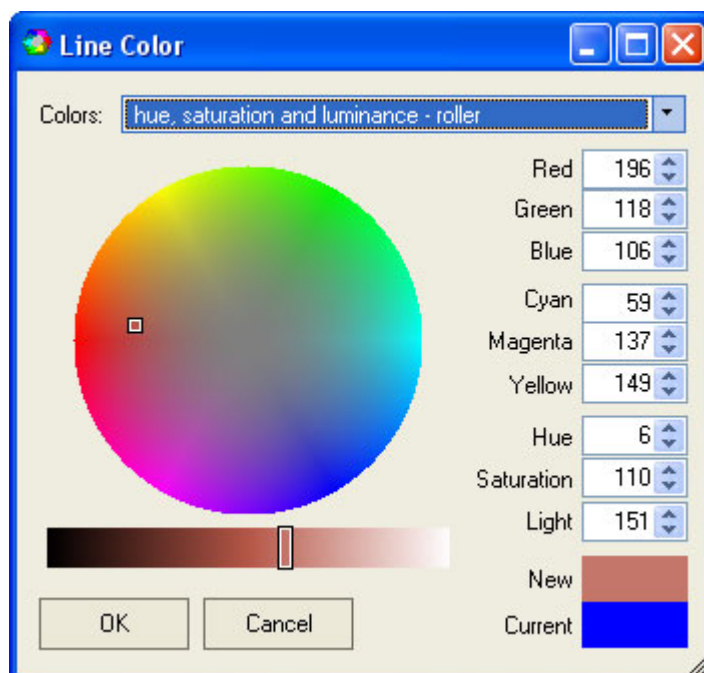 Line Color
Colors: hue, saturation and luminance - roller
Red 196
Green 118
Blue 106
Cyan 59
Magenta 137
Yellow 149
Hue 6
Saturation 110
Light 151
New
Current
OK Cancel